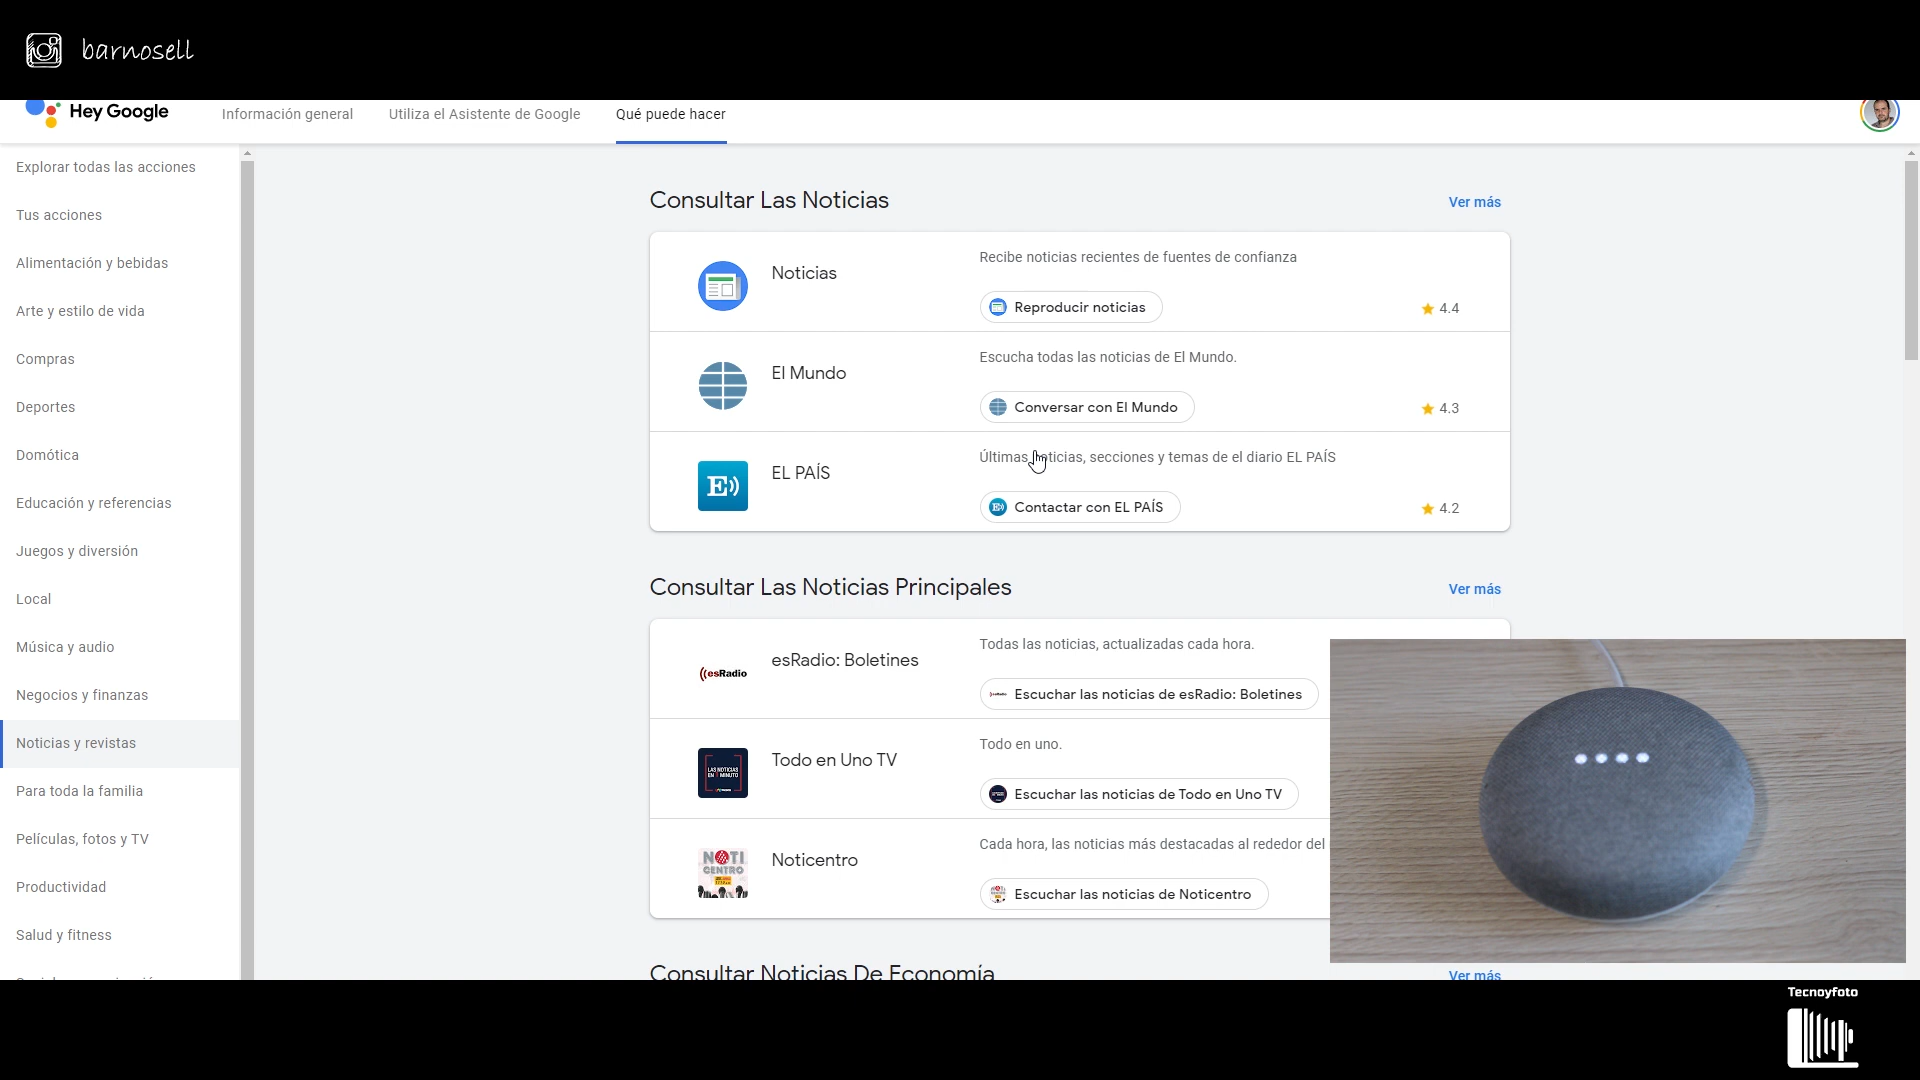 barnosell
Hey Google
Información general
Utiliza el Asistente de Google
Qué puede hacer
Explorar todas las acciones
Tus acciones
Alimentación y bebidas
Arte y estilo de vida
Compras
Deportes
Domótica
Educación y referencias
Juegos y diversión
Local
Música y audio
Negocios y finanzas
Noticias y revistas
Para toda la familia
Películas, fotos y TV
Productividad
Salud y fitness
Consultar Las Noticias
Ver más
Noticias
Recibe noticias recientes de fuentes de confianza
Reproducir noticias
4.4
El Mundo
Escucha todas las noticias de El Mundo.
Conversar con El Mundo
4.3
E
EL PAÍS
Últimas noticias, secciones y temas de el diario EL PAÍS
Contactar con EL PAÍS
4.2
Consultar Las Noticias Principales
Ver más
esRadio
esRadio: Boletines
Todas las noticias, actualizadas cada hora.
Escuchar las noticias de esRadio: Boletines
LAS NOTICIAS
EN 1 MINUTO
Todo en Uno TV
Todo en uno.
Escuchar las noticias de Todo en Uno TV
NOTI
CENTRO
Noticentro
Cada hora, las noticias más destacadas al rededor del
Escuchar las noticias de Noticentro
Consultar Noticias De Economía
Ver más
Tecnoyfoto